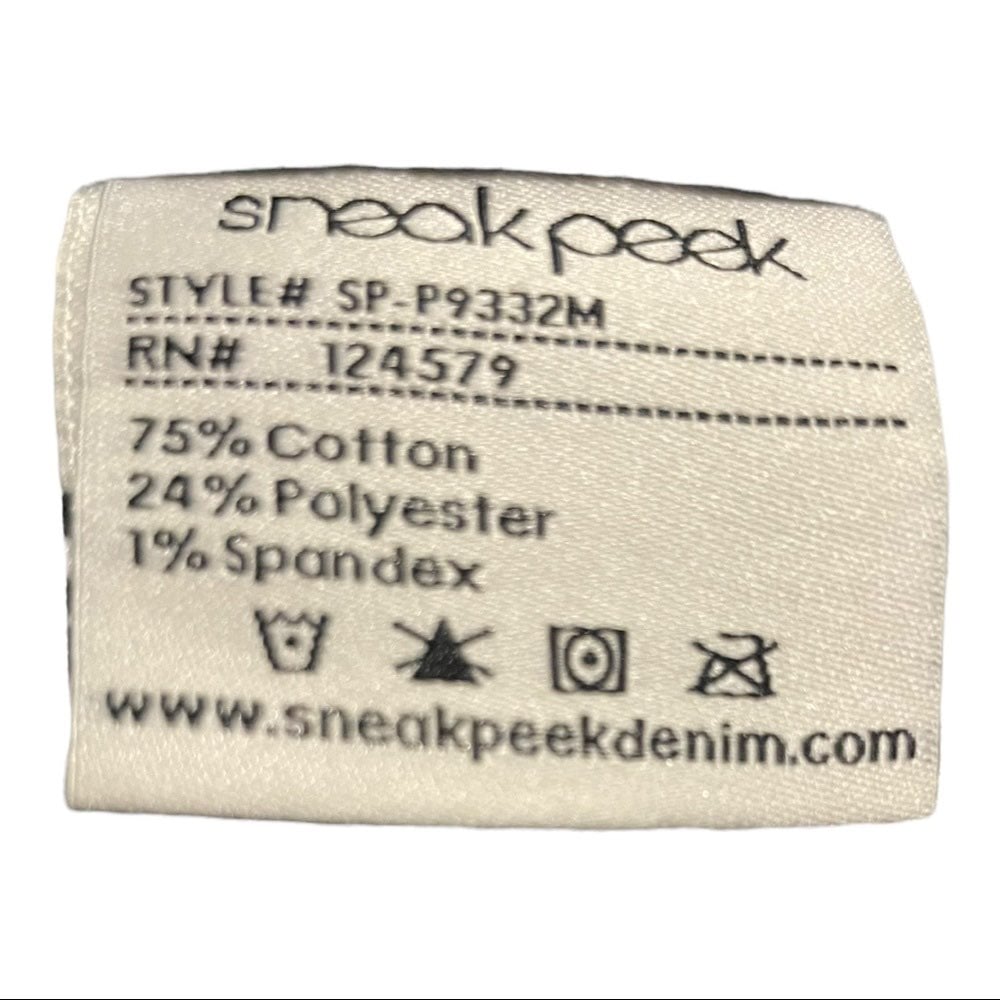 sneak peek
STYLE# SP-P9332M
RN# 124579
75% Cotton
24% Polyester
1% Spandex
www.sneakpeekdenim.com